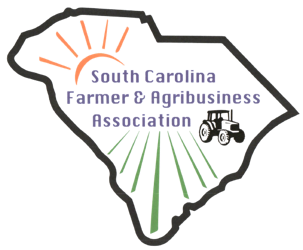 South Carolina
Farmer & Agribusiness
Association